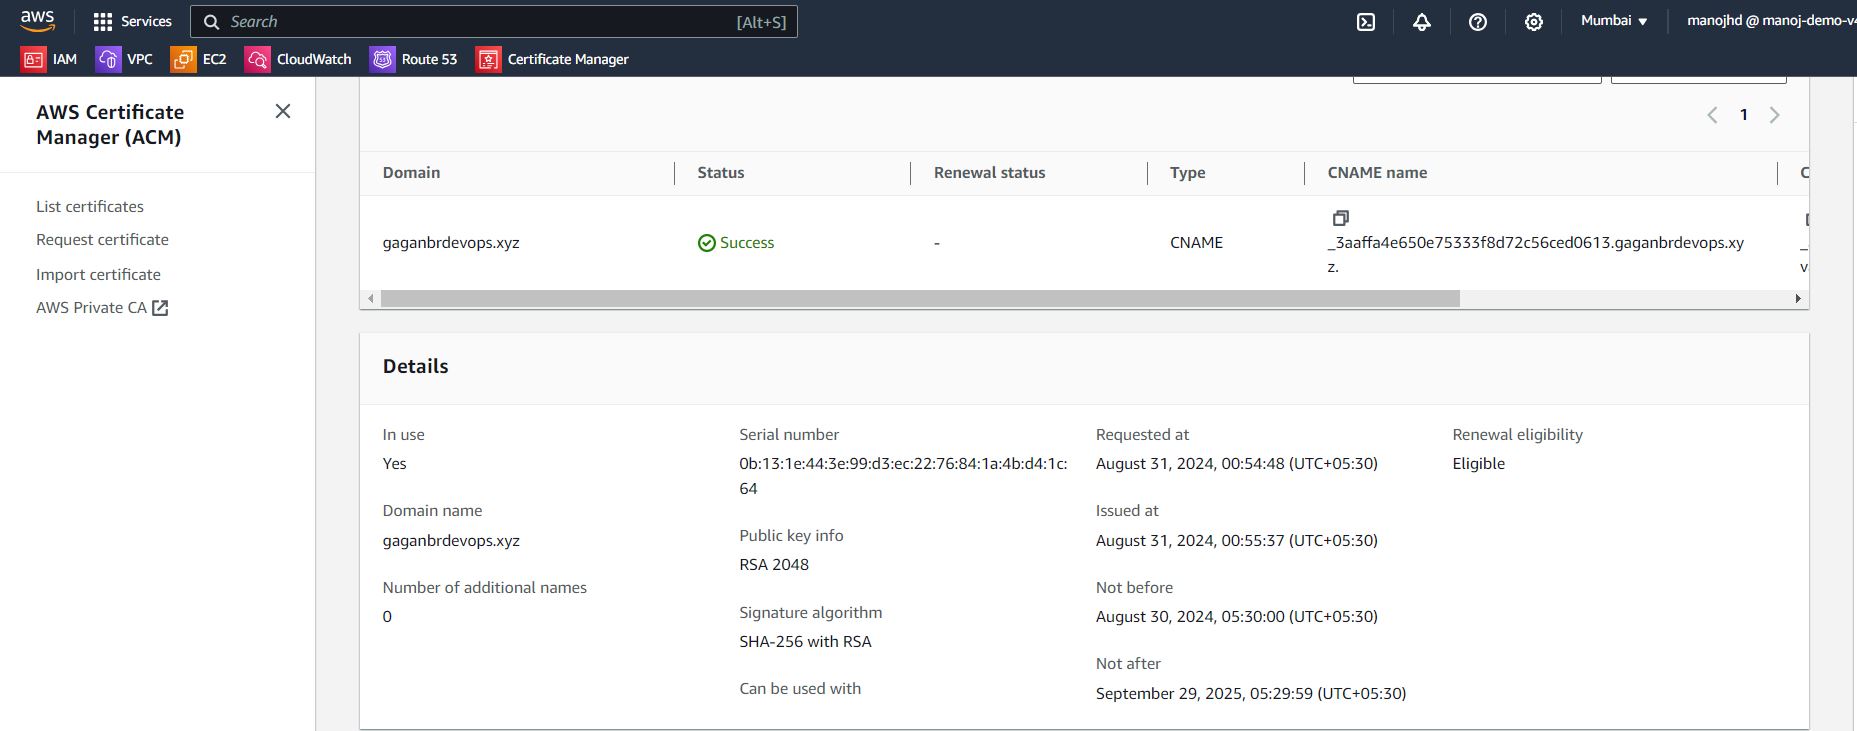 aws
Services
Search
[Alt+S]
Mumbai
manojhd @ manoj-demo-v4
IAM
VPC
EC2
CloudWatch
Route 53
Certificate Manager
AWS Certificate
Manager (ACM)
List certificates
Request certificate
Import certificate
AWS Private CA
1
Domain
Status
Renewal status
Type
CNAME name
gaganbrdevops.xyz
Success
-
CNAME
_3aaffa4e650e75333f8d72c56ced0613.gaganbrdevops.xy
z.
Details
In use
Yes
Domain name
gaganbrdevops.xyz
Number of additional names
0
Serial number
0b:13:1e:44:3e:99:d3:ec:22:76:84:1a:4b:d4:1c:
64
Public key info
RSA 2048
Signature algorithm
SHA-256 with RSA
Can be used with
Requested at
August 31, 2024, 00:54:48 (UTC+05:30)
Issued at
August 31, 2024, 00:55:37 (UTC+05:30)
Not before
August 30, 2024, 05:30:00 (UTC+05:30)
Not after
September 29, 2025, 05:29:59 (UTC+05:30)
Renewal eligibility
Eligible